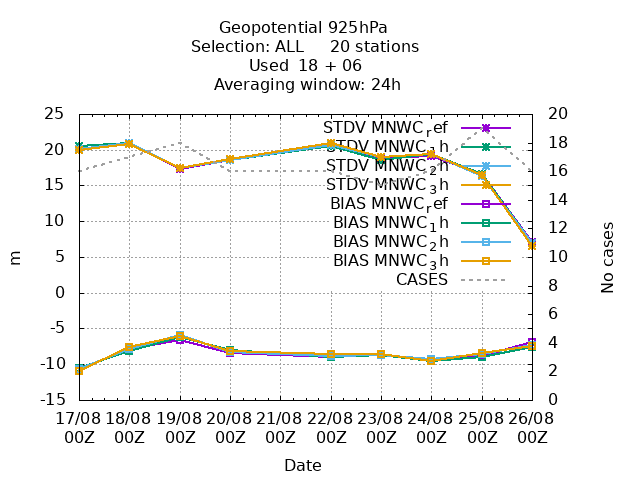 Geopotential 925hPa
Selection: ALL     20 stations
Used  18 + 06
Averaging window: 24h
25
20
15
10
5
0
-5
-10
-15
m
20
18
16
14
12
10
8
6
4
2
0
No cases
STDV MNWC_ref
STDV MNWC_1h
STDV MNWC_2h
STDV MNWC_3h
BIAS MNWC_ref
BIAS MNWC_1h
BIAS MNWC_2h
BIAS MNWC_3h
CASES
17/08 18/08 19/08 20/08 21/08 22/08 23/08 24/08 25/08 26/08
00Z 00Z 00Z 00Z 00Z 00Z 00Z 00Z 00Z 00Z
Date